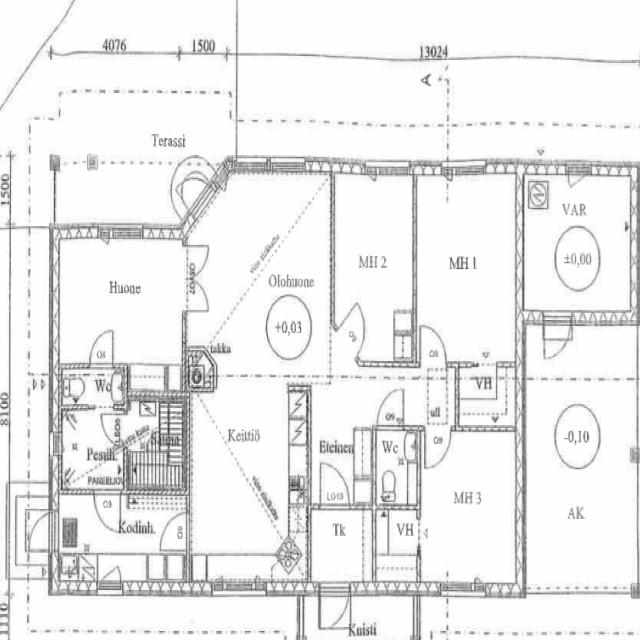 4076
1500
13024
A
Terassi
1500
VAR
±0,00
MH 2
MH 1
Huone
Olohuone
+0,03
takka
Wc
VH
ull
8100
Keittiö
Eteinen
Wc
-0,10
Pesuh.
Sauna
MH 3
Kodinh.
Tk
VH
AK
1110
Kuisti